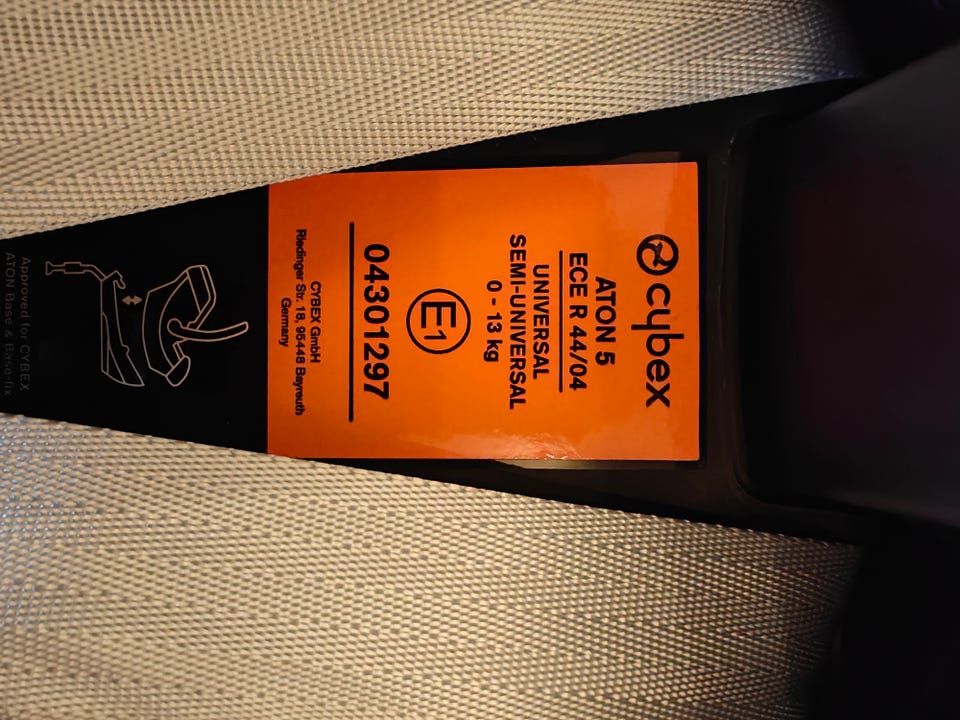 cybex
ATON 5
ECE R 44/04
UNIVERSAL
SEMI-UNIVERSAL
0 - 13 kg
E1
04301297
CYBEX GmbH
Riedinger Str. 18, 95448 Bayreuth
Germany
Approved for CYBEX
ATON Base & Base-fix